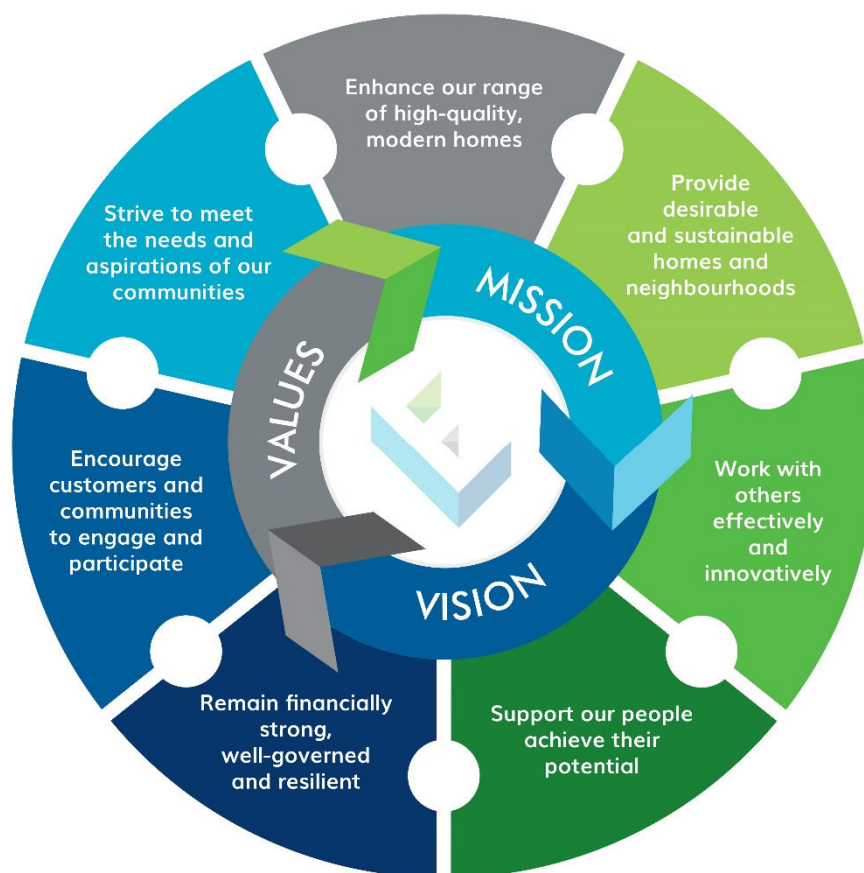 Enhance our range
of high-quality,
modern homes
Provide
desirable
and sustainable
homes and
neighbourhoods
Work with
others
effectively
and
innovatively
Support our people
achieve their
potential
Remain financially
strong,
well-governed
and resilient
Encourage
customers and
communities
to engage and
participate
Strive to meet
the needs and
aspirations of our
communities
MISSION
VISION
VALUES